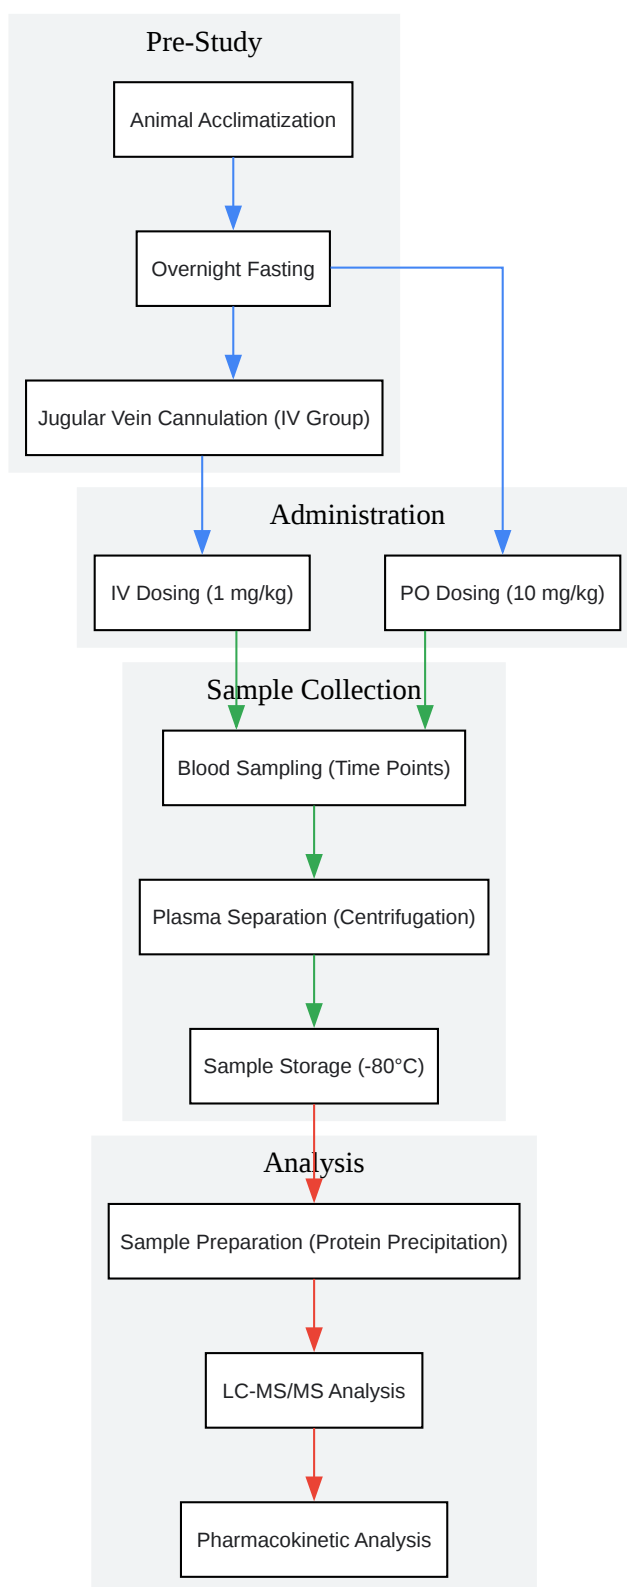 Pre-Study
Animal Acclimatization
Overnight Fasting
Jugular Vein Cannulation (IV Group)
Administration
IV Dosing (1 mg/kg)
PO Dosing (10 mg/kg)
Sample Collection
Blood Sampling (Time Points)
Plasma Separation (Centrifugation)
Sample Storage (-80°C)
Analysis
Sample Preparation (Protein Precipitation)
LC-MS/MS Analysis
Pharmacokinetic Analysis